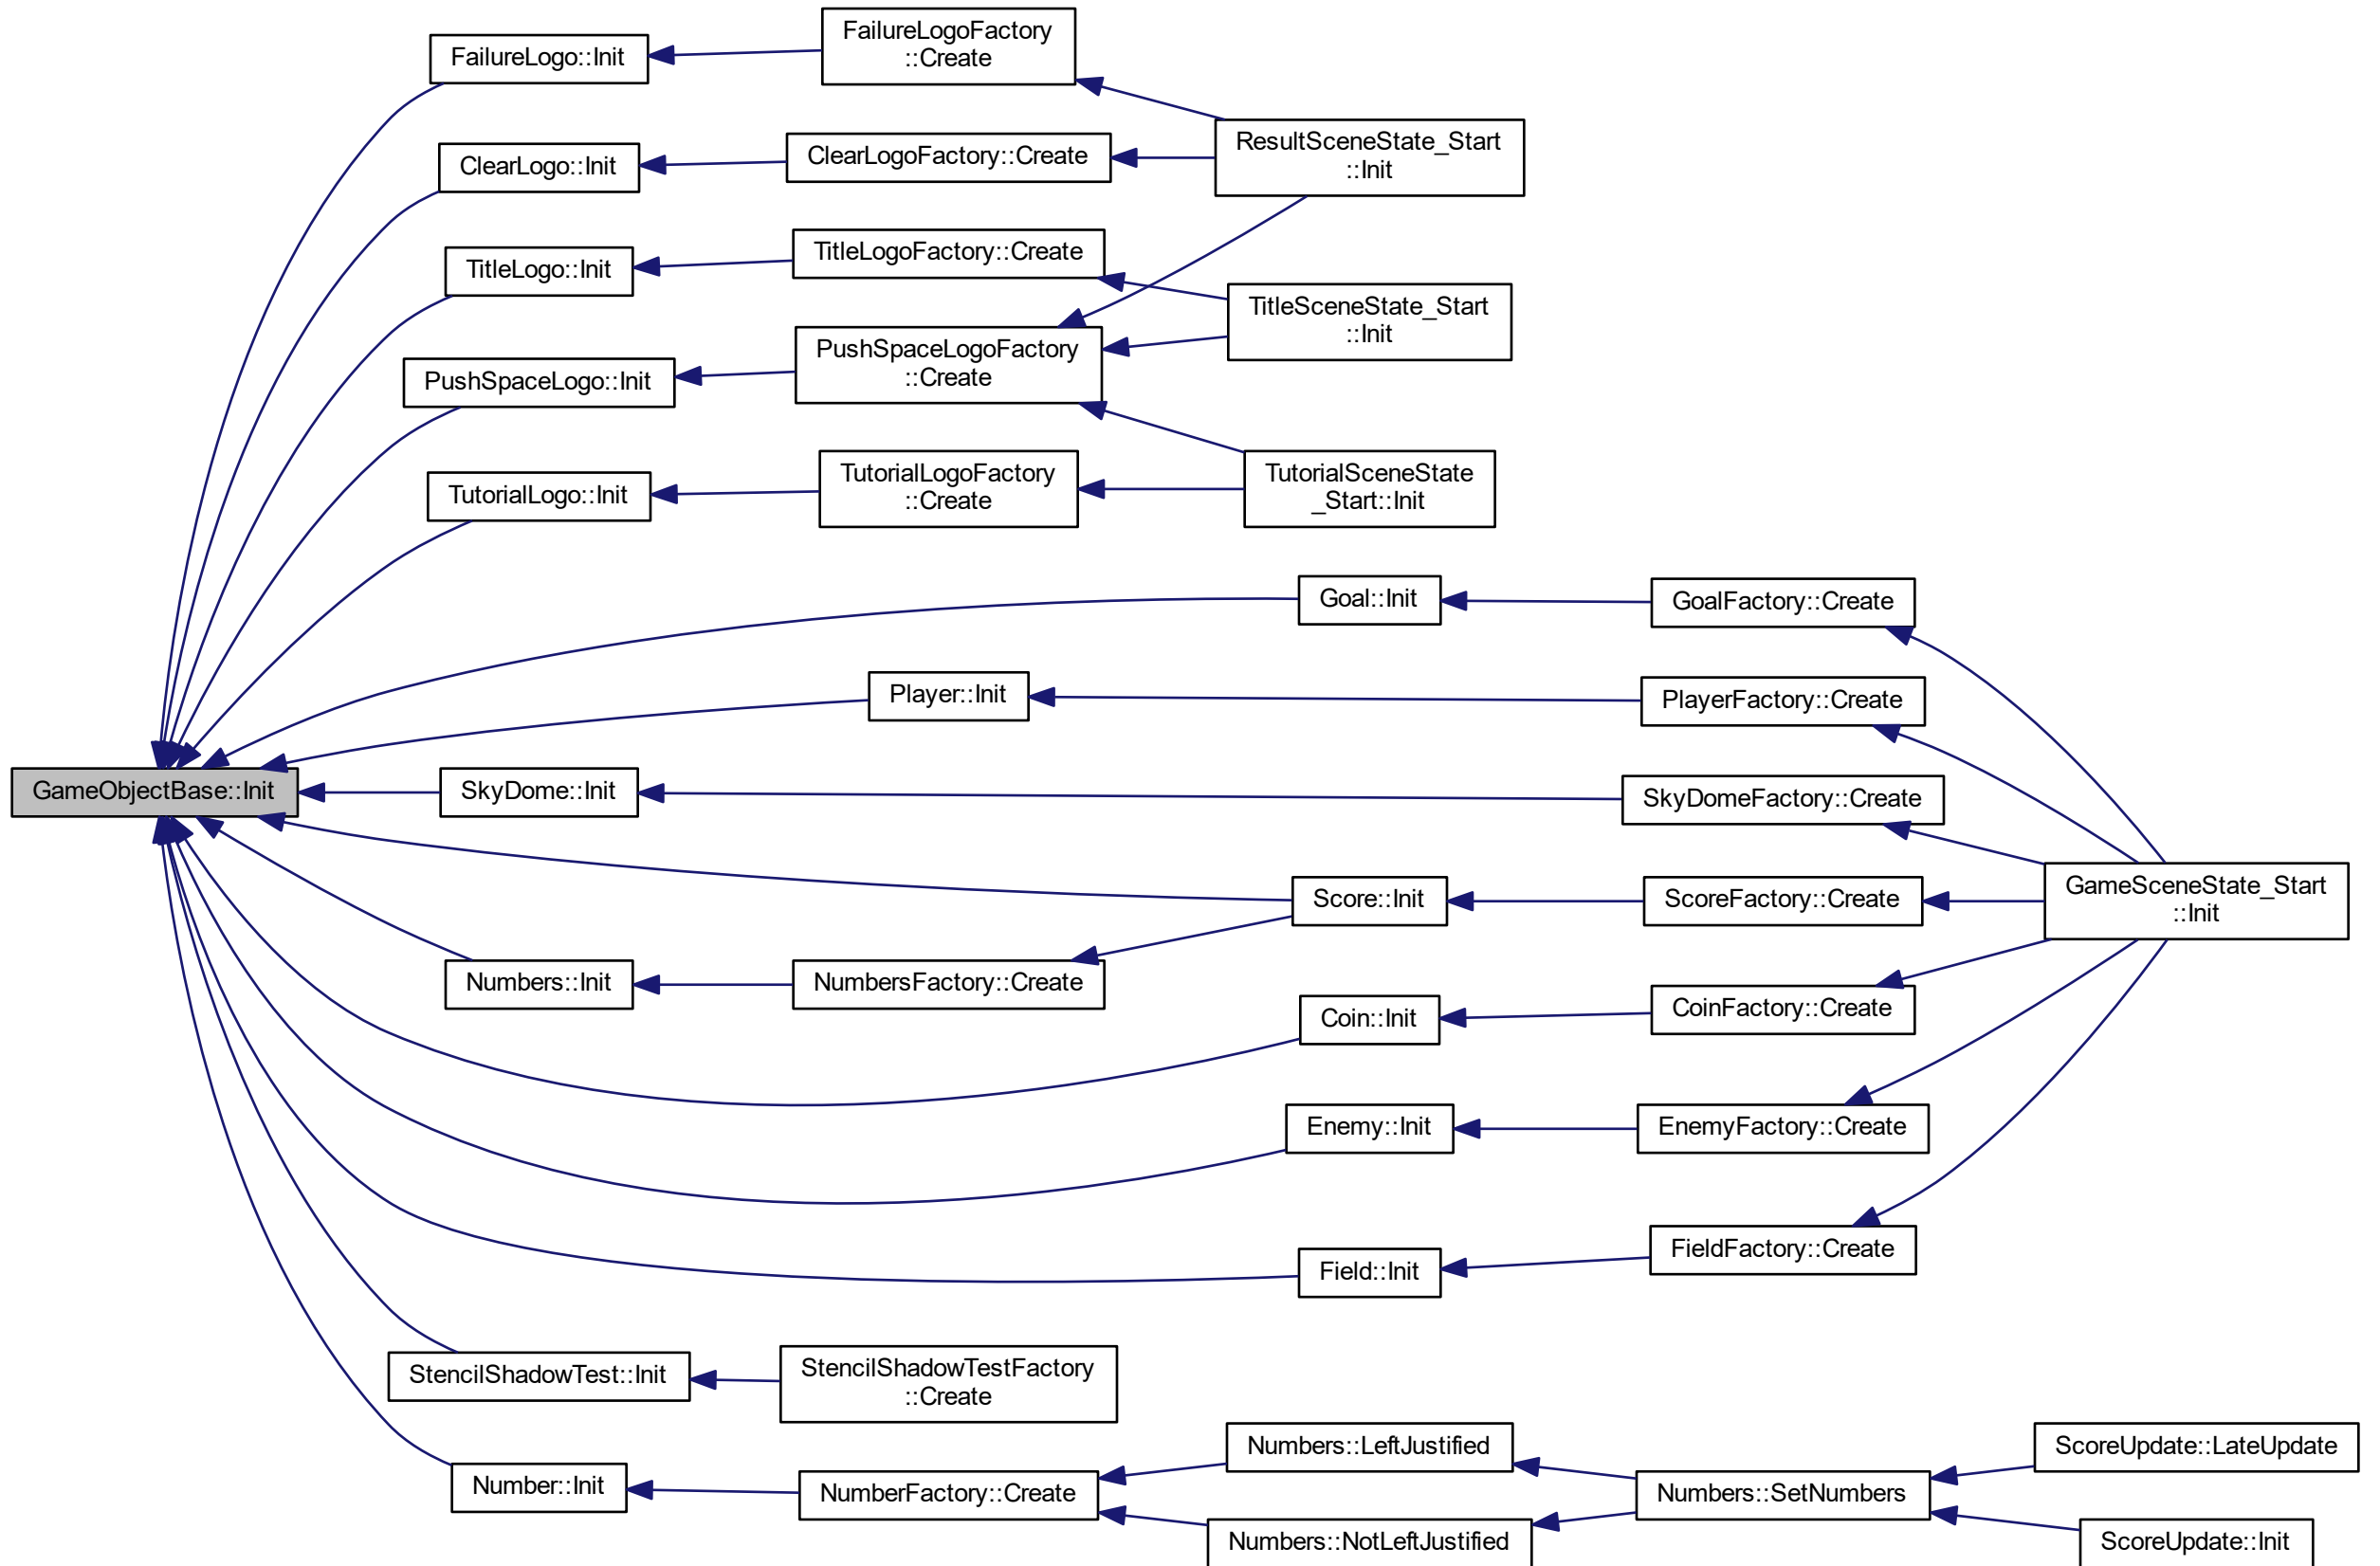 FailureLogo::Init
FailureLogoFactory
::Create
ClearLogo::Init
ClearLogoFactory::Create
ResultSceneState_Start
::Init
TitleLogo::Init
TitleLogoFactory::Create
TitleSceneState_Start
::Init
PushSpaceLogo::Init
PushSpaceLogoFactory
::Create
TutorialLogo::Init
TutorialLogoFactory
::Create
TutorialSceneState
_Start::Init
Goal::Init
GoalFactory::Create
Player::Init
PlayerFactory::Create
GameObjectBase::Init
SkyDome::Init
SkyDomeFactory::Create
Score::Init
ScoreFactory::Create
GameSceneState_Start
::Init
Numbers::Init
NumbersFactory::Create
Coin::Init
CoinFactory::Create
Enemy::Init
EnemyFactory::Create
Field::Init
FieldFactory::Create
StencilShadowTest::Init
StencilShadowTestFactory
::Create
Number::Init
NumberFactory::Create
Numbers::LeftJustified
Numbers::NotLeftJustified
Numbers::SetNumbers
ScoreUpdate::LateUpdate
ScoreUpdate::Init